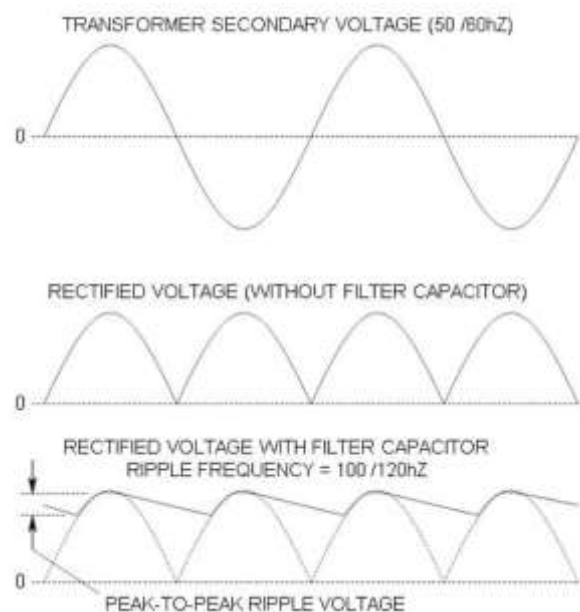 TRANSFORMER SECONDARY VOLTAGE (50 /60hZ)
0
RECTIFIED VOLTAGE (WITHOUT FILTER CAPACITOR)
0
RECTIFIED VOLTAGE WITH FILTER CAPACITOR
RIPPLE FREQUENCY = 100 /120hZ
0
PEAK-TO-PEAK RIPPLE VOLTAGE